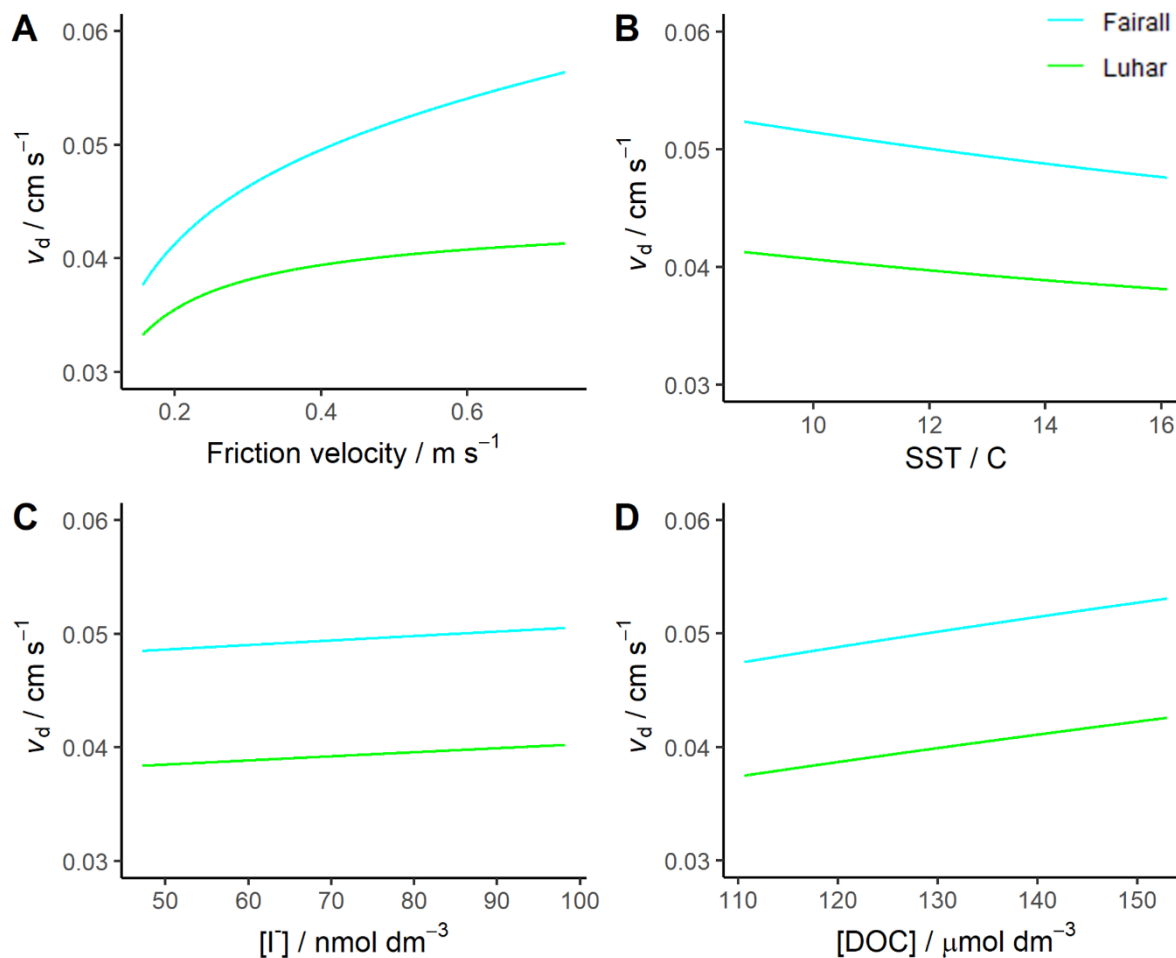 A
0.06
0.05
0.04
0.03
v_d / cm s⁻¹
0.2 0.4 0.6
Friction velocity / m s⁻¹
B
0.06
0.05
0.04
0.03
v_d / cm s⁻¹
10 12 14 16
SST / C
Fairall
Luhar
C
0.06
0.05
0.04
0.03
v_d / cm s⁻¹
50 60 70 80 90 100
[I⁻] / nmol dm⁻³
D
0.06
0.05
0.04
0.03
v_d / cm s⁻¹
110 120 130 140 150
[DOC] / μmol dm⁻³